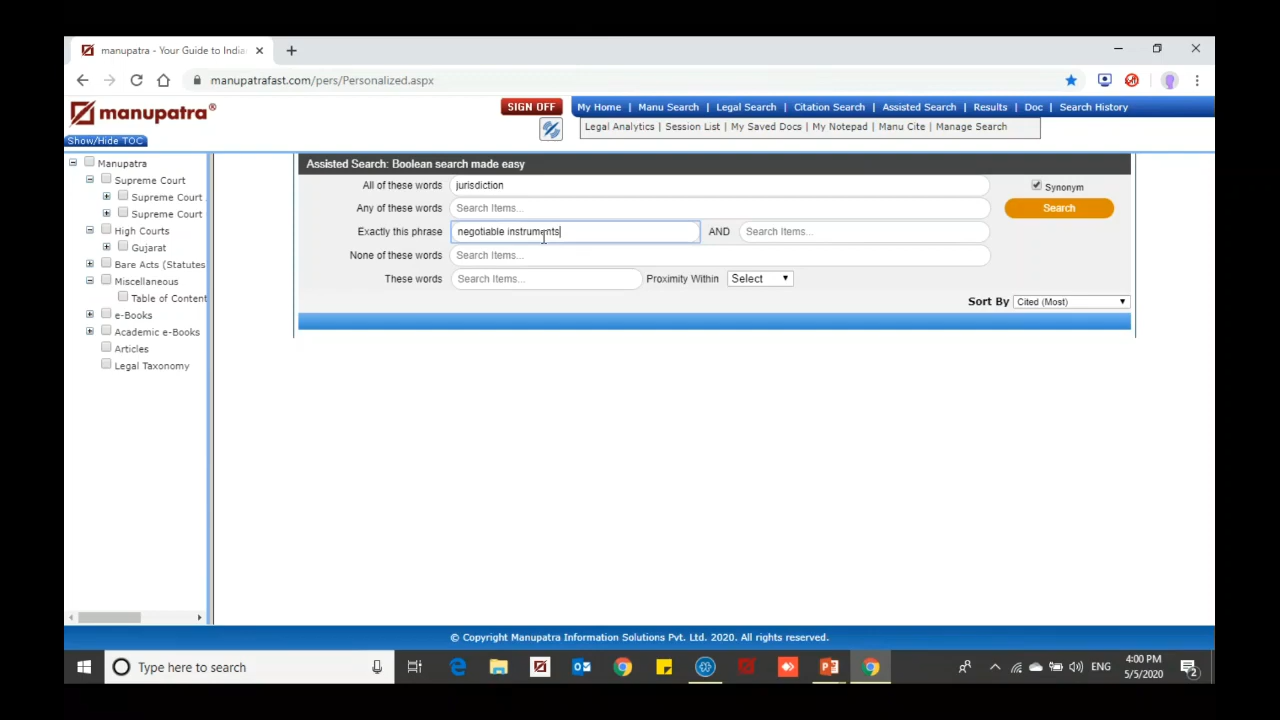 manupatra - Your Guide to India
manupatrafast.com/pers/Personalized.aspx
manupatra®
SIGN OFF
My Home | Manu Search | Legal Search | Citation Search | Assisted Search | Results | Doc | Search History
Legal Analytics | Session List | My Saved Docs | My Notepad | Manu Cite | Manage Search
Show/Hide TOC
Manupatra
Supreme Court
Supreme Court
Supreme Court
High Courts
Gujarat
Bare Acts (Statutes
Miscellaneous
Table of Content
e-Books
Academic e-Books
Articles
Legal Taxonomy
Assisted Search: Boolean search made easy
All of these words jurisdiction Synonym
Any of these words Search Items... Search
Exactly this phrase negotiable instruments AND Search Items...
None of these words Search Items...
These words Search Items... Proximity Within Select
Sort By Cited (Most)
© Copyright Manupatra Information Solutions Pvt. Ltd. 2020. All rights reserved.
Type here to search
ENG
4:00 PM
5/5/2020
2